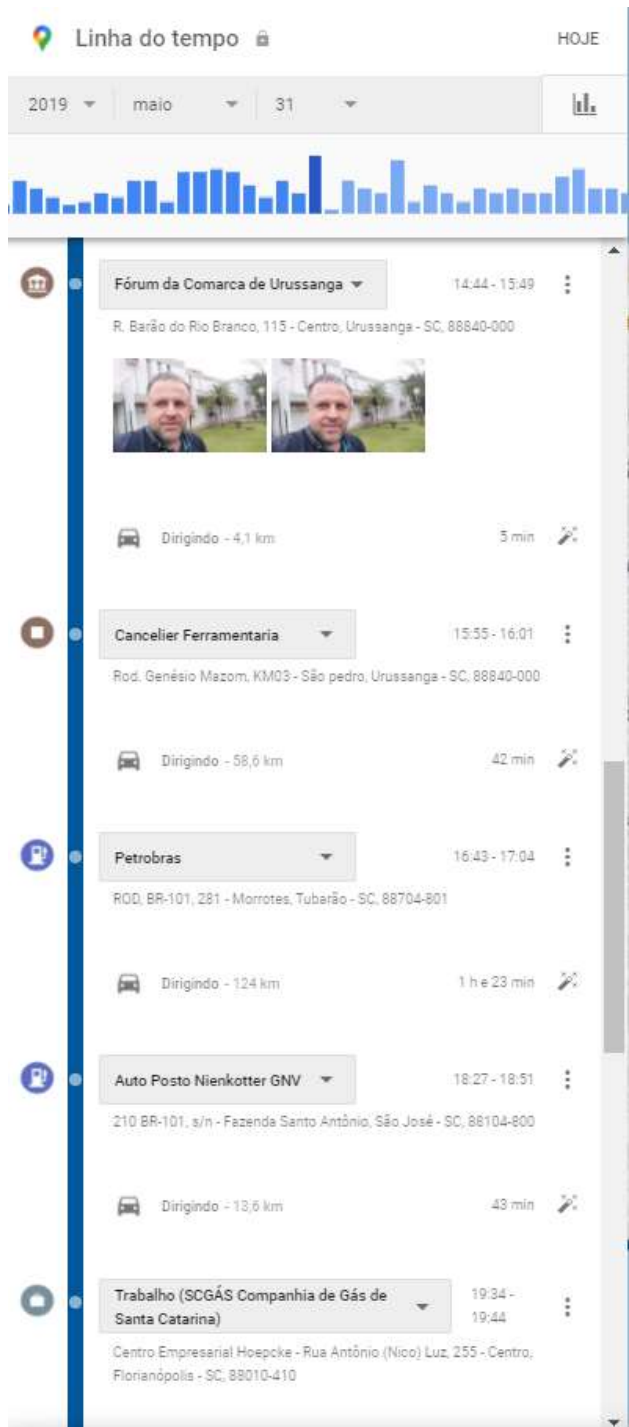 Linha do tempo
HOJE
2019 maio 31
Fórum da Comarca de Urussanga 14:44 - 15:49
R. Barão do Rio Branco, 115 - Centro, Urussanga - SC, 88840-000
Dirigindo - 4,1 km 5 min
Cancelier Ferramentaria 15:55 - 16:01
Rod. Genésio Mazom, KM03 - São pedro, Urussanga - SC, 88840-000
Dirigindo - 58,6 km 42 min
Petrobras 16:43 - 17:04
ROD, BR-101, 281 - Morrotes, Tubarão - SC, 88704-801
Dirigindo - 124 km 1 h e 23 min
Auto Posto Nienkotter GNV 18:27 - 18:51
210 BR-101, s/n - Fazenda Santo Antônio, São José - SC, 88104-800
Dirigindo - 13,6 km 43 min
Trabalho (SCGÁS Companhia de Gás de
Santa Catarina)
19:34 -
19:44
Centro Empresarial Hoepcke - Rua Antônio (Nico) Luz, 255 - Centro,
Florianópolis - SC, 88010-410